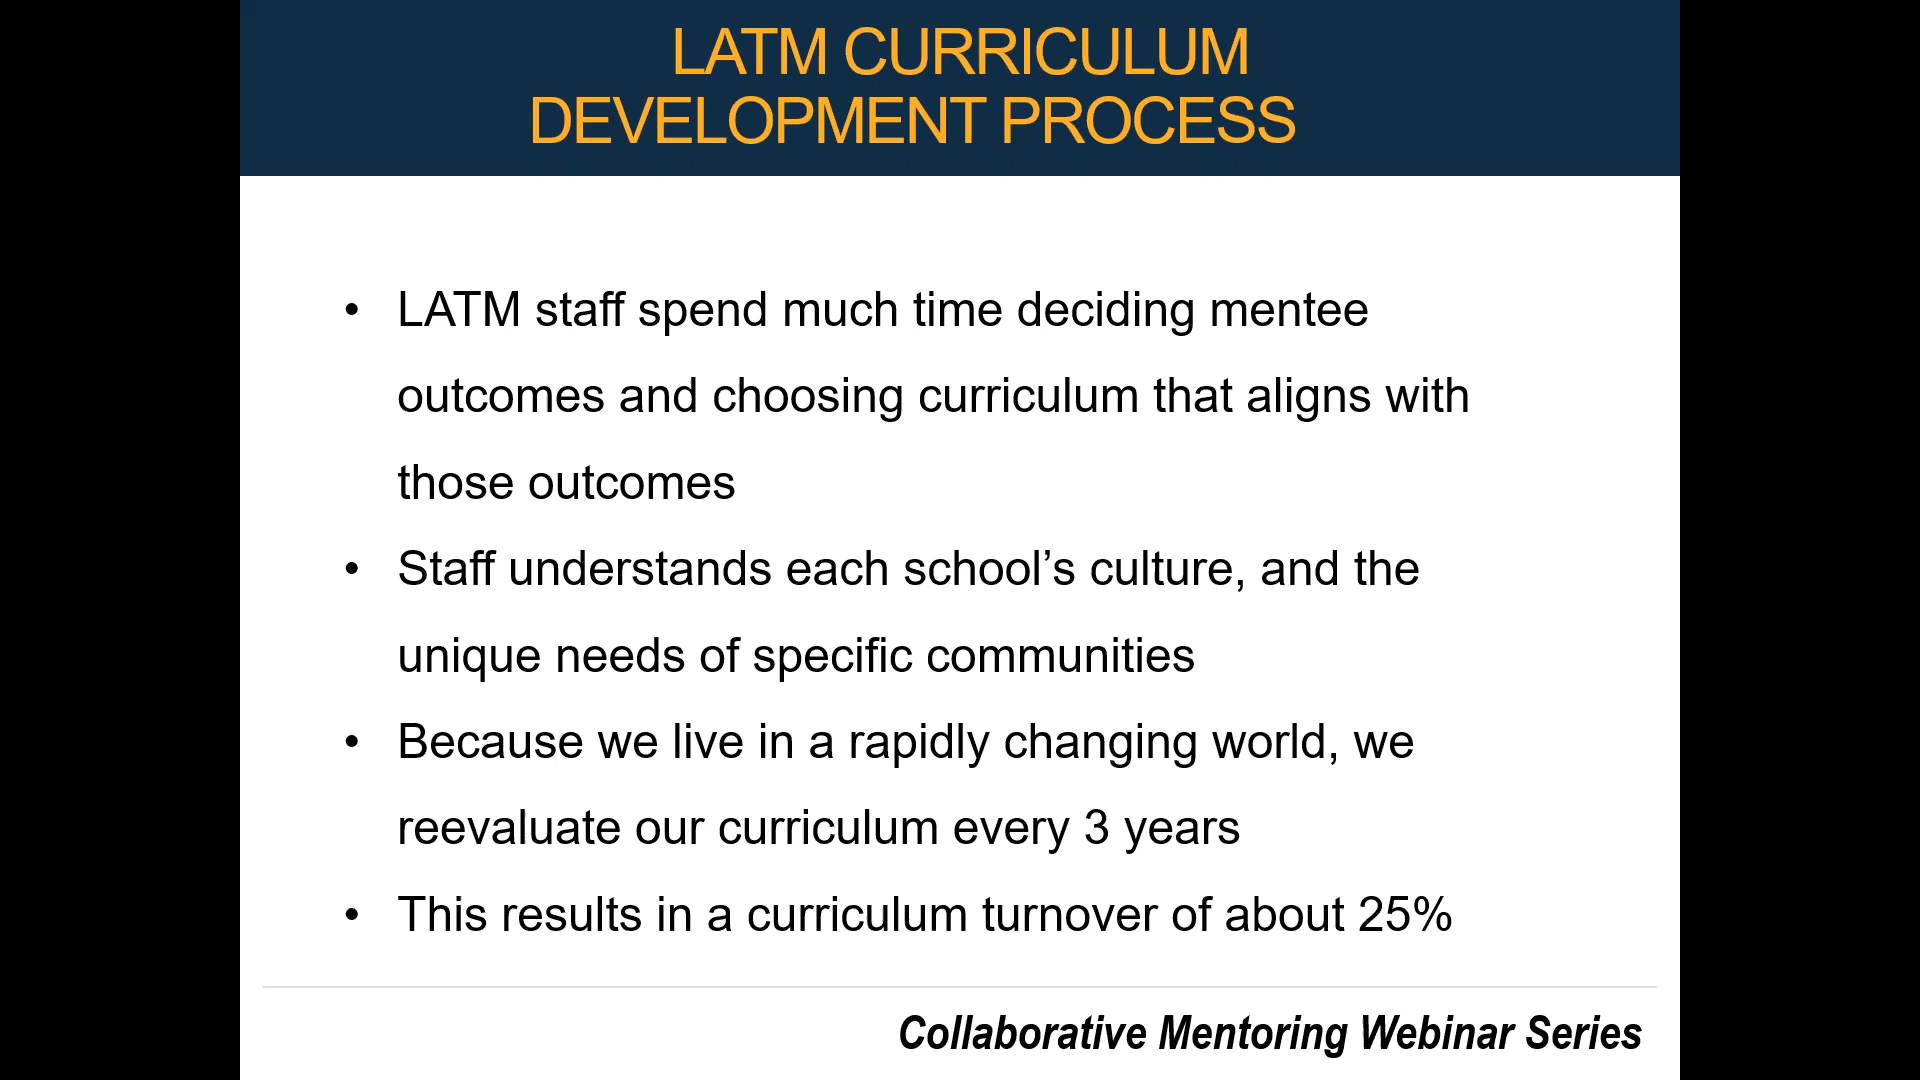 LATM CURRICULUM
DEVELOPMENT PROCESS
• LATM staff spend much time deciding mentee
outcomes and choosing curriculum that aligns with
those outcomes
• Staff understands each school’s culture, and the
unique needs of specific communities
• Because we live in a rapidly changing world, we
reevaluate our curriculum every 3 years
• This results in a curriculum turnover of about 25%
Collaborative Mentoring Webinar Series